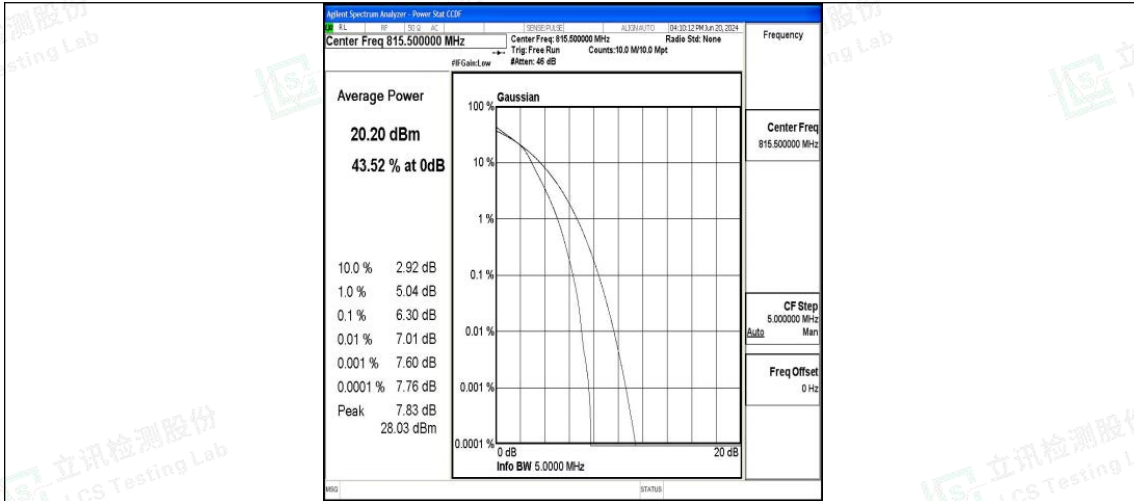 Agilent Spectrum Analyzer - Power Stat CCDF
RL RF 50 Ω AC SENSE:PULSE ALIGNAUTO 04:10:12 PM Jun 20, 2024
Center Freq 815.500000 MHz
Center Freq: 815.500000 MHz Radio Std: None
Trig: Free Run Counts:10.0 M/10.0 Mpt
#IFGain:Low #Atten: 46 dB
Frequency
Center Freq
815.500000 MHz
CF Step
5.000000 MHz
Auto Man
Freq Offset
0 Hz
Average Power
20.20 dBm
43.52 % at 0dB
10.0 % 2.92 dB
1.0 % 5.04 dB
0.1 % 6.30 dB
0.01 % 7.01 dB
0.001 % 7.60 dB
0.0001 % 7.76 dB
Peak 7.83 dB
28.03 dBm
Gaussian
100 %
10 %
1 %
0.1 %
0.01 %
0.001 %
0.0001 %
0 dB 20 dB
Info BW 5.0000 MHz
MSG STATUS
立讯检测股份
LCS Testing Lab
立讯检测股份
LCS Testing L